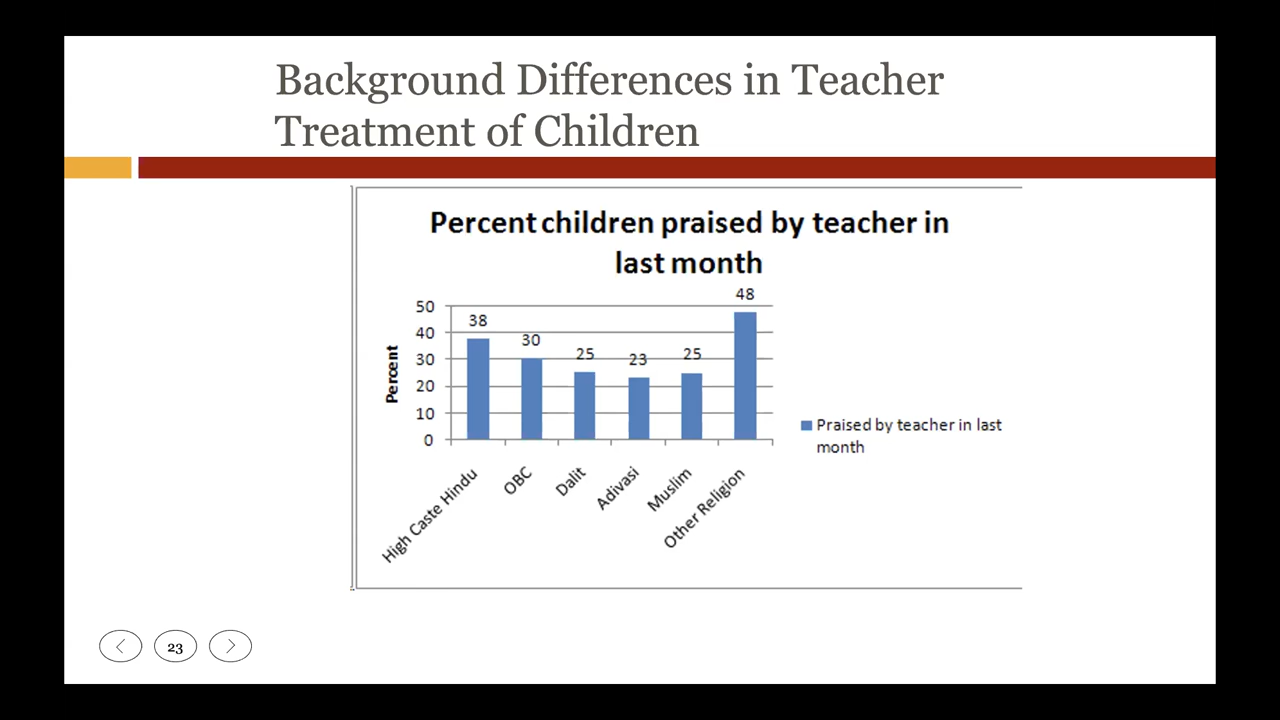 Background Differences in Teacher
Treatment of Children
Percent children praised by teacher in
last month
48
50
40
30
20
10
0
Percent
38
30
25
23
25
High Caste Hindu
OBC
Dalit
Adivasi
Muslim
Other Religion
Praised by teacher in last
month
23